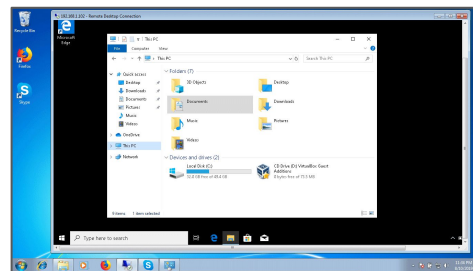 192.168.1.102 - Remote Desktop Connection
Recycle Bin
Firefox
Skype
Microsoft
Edge
This PC
File
Computer
View
This PC
Search This PC
Quick access
Desktop
Downloads
Documents
Pictures
Music
Videos
OneDrive
This PC
Network
Folders (7)
3D Objects
Desktop
Documents
Downloads
Music
Pictures
Videos
Devices and drives (2)
Local Disk (C:)
CD Drive (D:) VirtualBox Guest
Additions
9 items
1 item selected
Type here to search